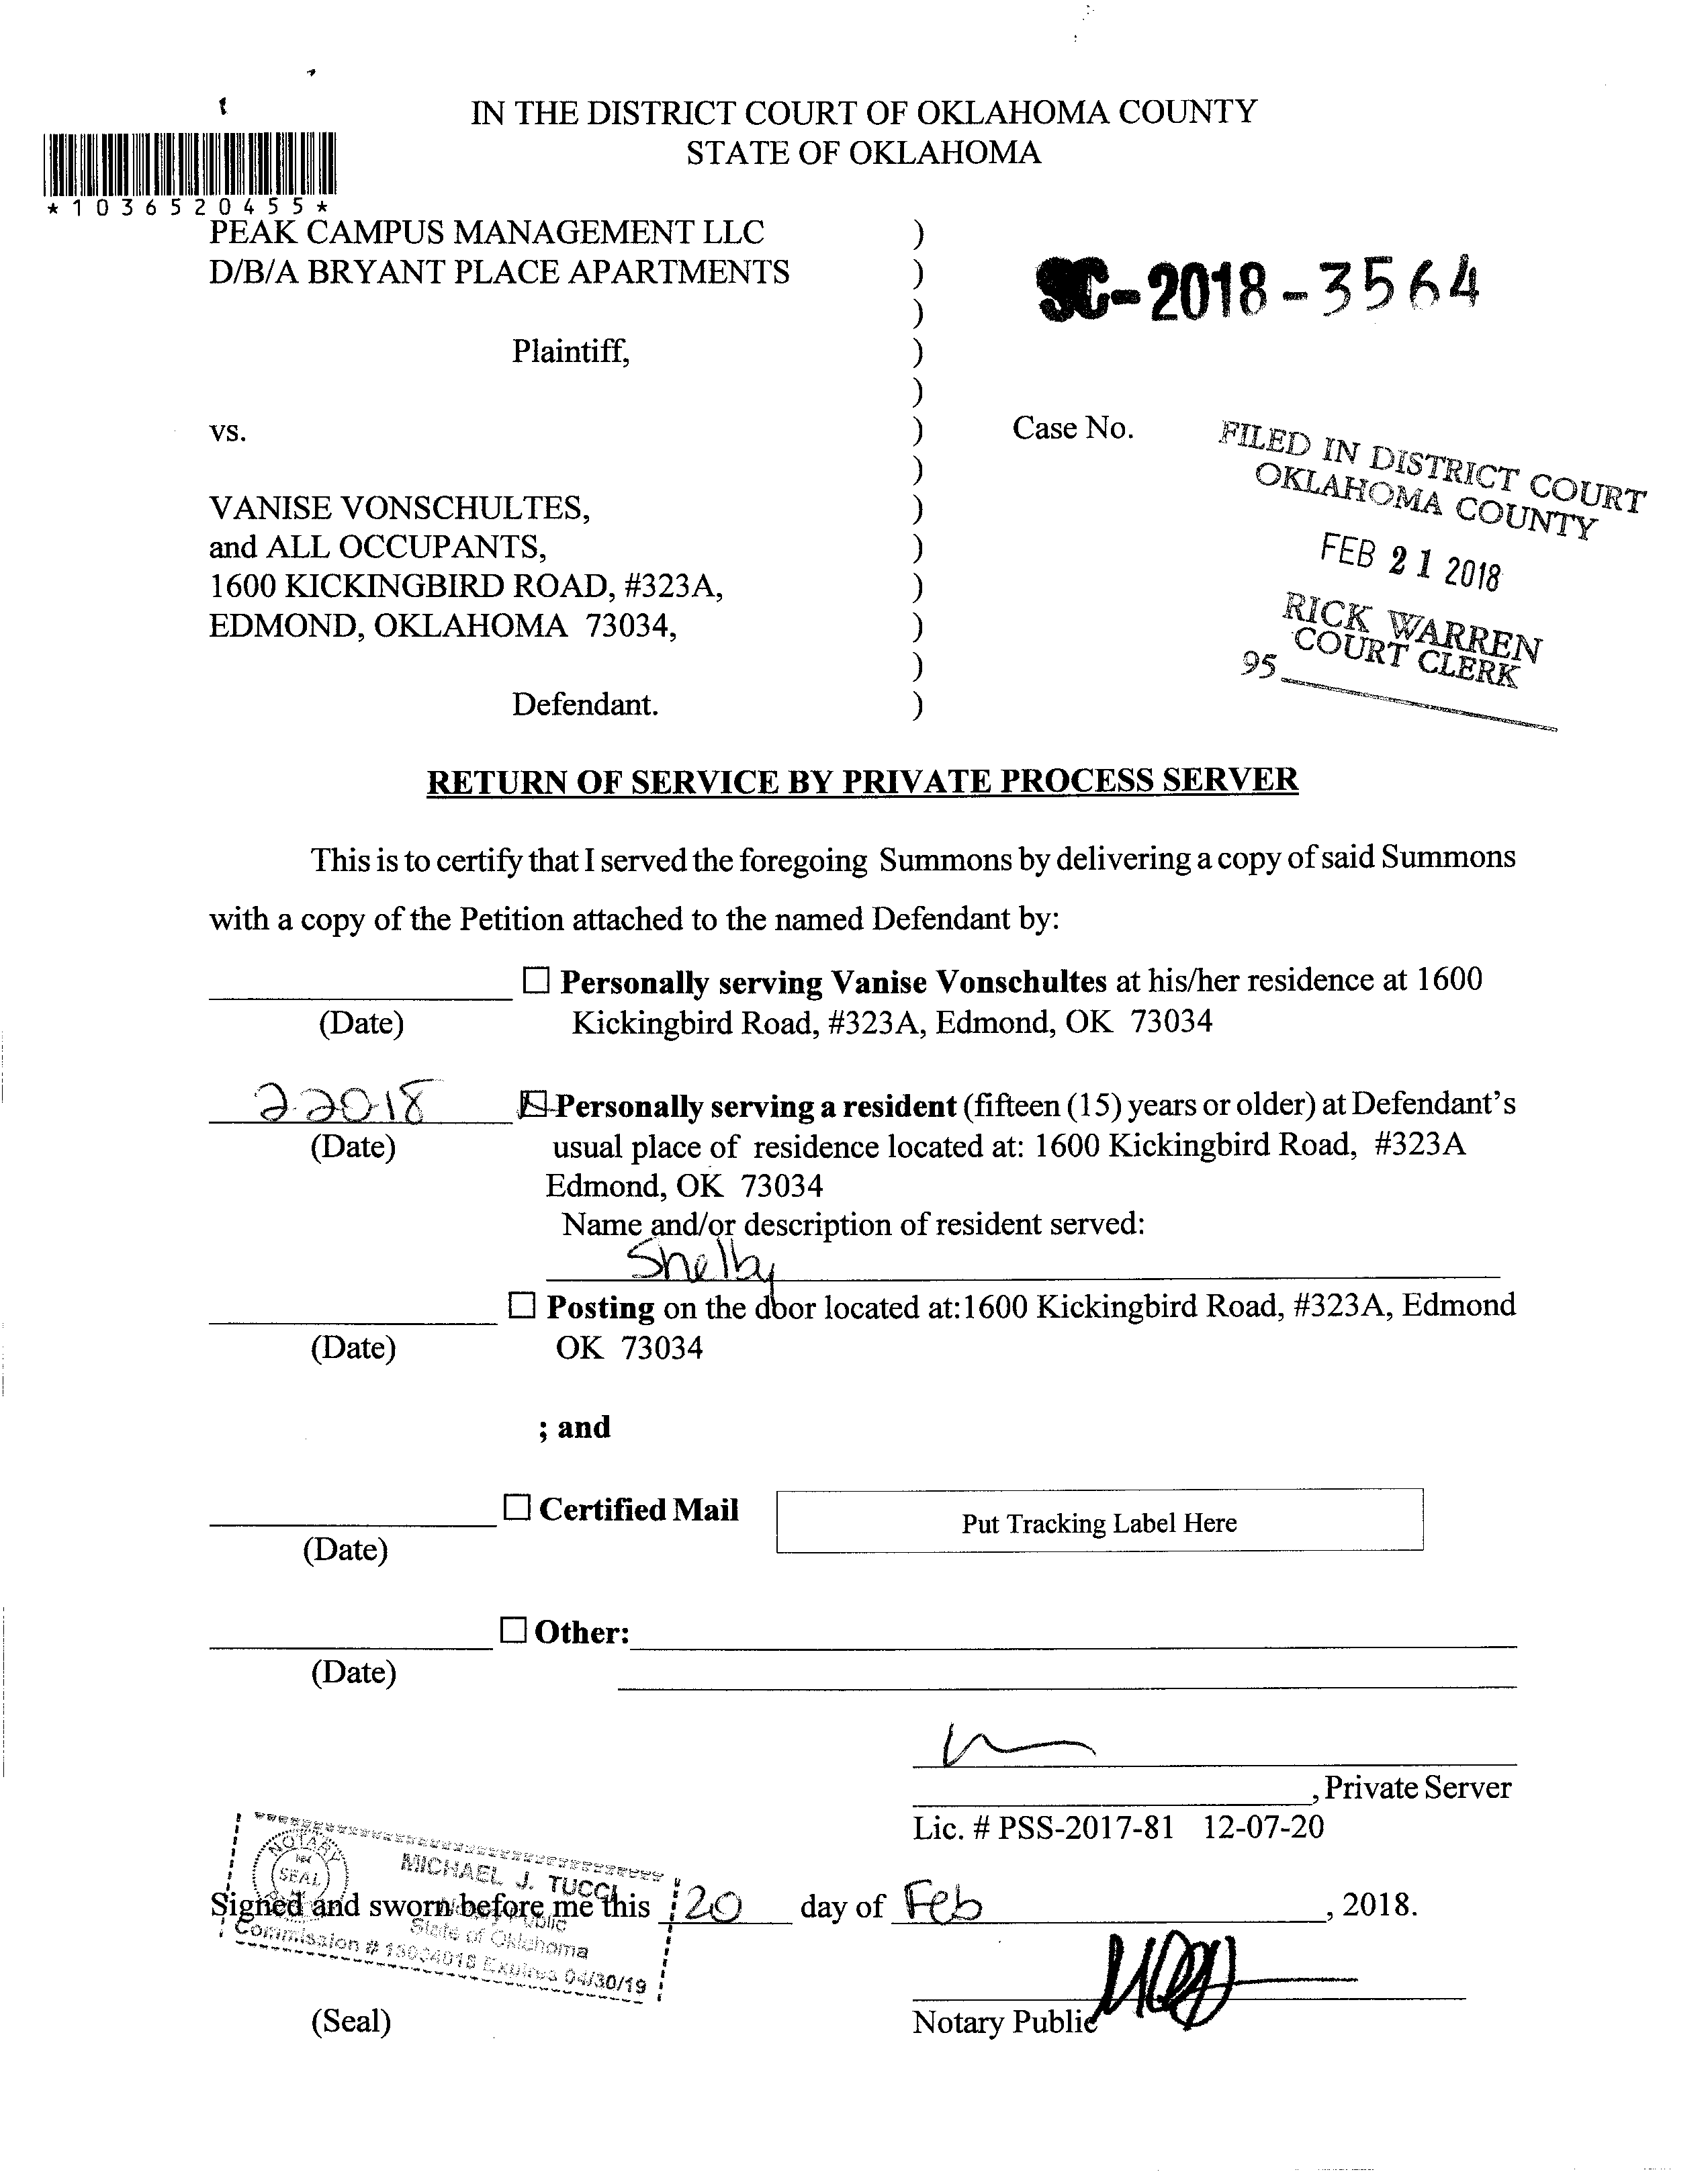 IN THE DISTRICT COURT OF OKLAHOMA COUNTY
STATE OF OKLAHOMA
*1036520455*
PEAK CAMPUS MANAGEMENT LLC )
D/B/A BRYANT PLACE APARTMENTS )
SC-2018-3564
)
Plaintiff, )
)
vs. ) Case No.
)
FILED IN DISTRICT COURT
OKLAHOMA COUNTY
FEB 21 2018
RICK WARREN
COURT CLERK
95
VANISE VONSCHULTES, )
and ALL OCCUPANTS, )
1600 KICKINGBIRD ROAD, #323A, )
EDMOND, OKLAHOMA 73034, )
)
Defendant. )
RETURN OF SERVICE BY PRIVATE PROCESS SERVER
This is to certify that I served the foregoing Summons by delivering a copy of said Summons
with a copy of the Petition attached to the named Defendant by:
☐ Personally serving Vanise Vonschultes at his/her residence at 1600
(Date) Kickingbird Road, #323A, Edmond, OK 73034
2-20-18 Personally serving a resident (fifteen (15) years or older) at Defendant's
(Date) usual place of residence located at: 1600 Kickingbird Road, #323A
Edmond, OK 73034
Name and/or description of resident served:
Shelby
☐ Posting on the door located at:1600 Kickingbird Road, #323A, Edmond
(Date) OK 73034
; and
☐ Certified Mail Put Tracking Label Here
(Date)
☐ Other:
(Date)
, Private Server
Lic. # PSS-2017-81 12-07-20
NOTARY
SEAL
MICHAEL J. TUCCI
Signed and sworn before me this 20 day of Feb, 2018.
Public
State of Oklahoma
Commission # Expires 04/30/19
(Seal) Notary Public